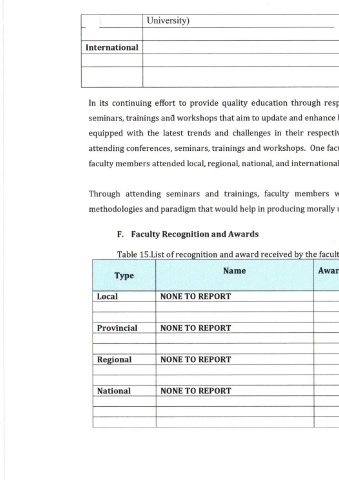 University)
International
In its continuing effort to provide quality education through resp
seminars, trainings and workshops that aim to update and enhance
equipped with the latest trends and challenges in their respectiv
attending conferences, seminars, trainings and workshops. One facu
faculty members attended local, regional, national, and international
Through attending seminars and trainings, faculty members w
methodologies and paradigm that would help in producing morally u
F. Faculty Recognition and Awards
Table 15.List of recognition and award received by the facult
Type Name Awar
Local NONE TO REPORT
Provincial NONE TO REPORT
Regional NONE TO REPORT
National NONE TO REPORT